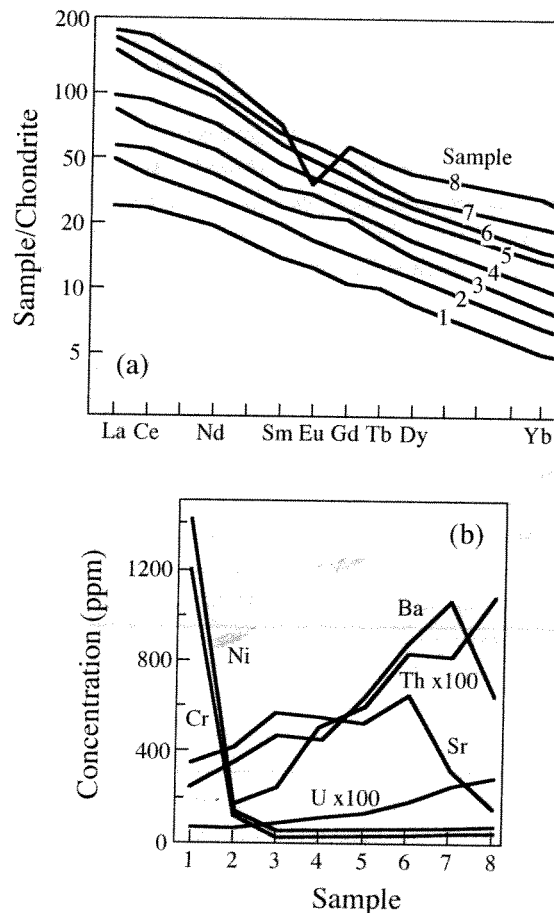 200
100
50
20
10
5
Sample/Chondrite
(a)
Sample
8
7
6
5
4
3
2
1
La Ce Nd Sm Eu Gd Tb Dy Yb
(b)
1200
800
400
0
Concentration (ppm)
Ni
Cr
Ba
Th x100
Sr
U x100
1 2 3 4 5 6 7 8
Sample